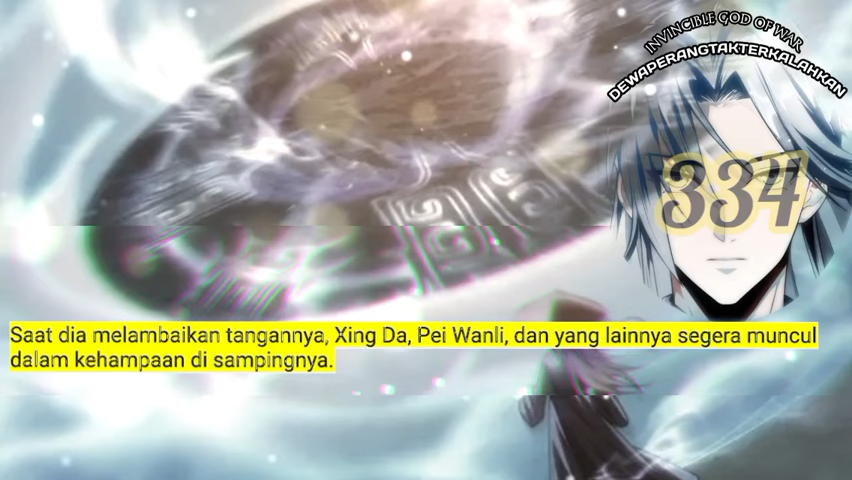 INVINCIBLE GOD OF WAR
DEWAPERANGTAKTERKALAHKAN
334
Saat dia melambaikan tangannya, Xing Da, Pei Wanli, dan yang lainnya segera muncul
dalam kehampaan di sampingnya.